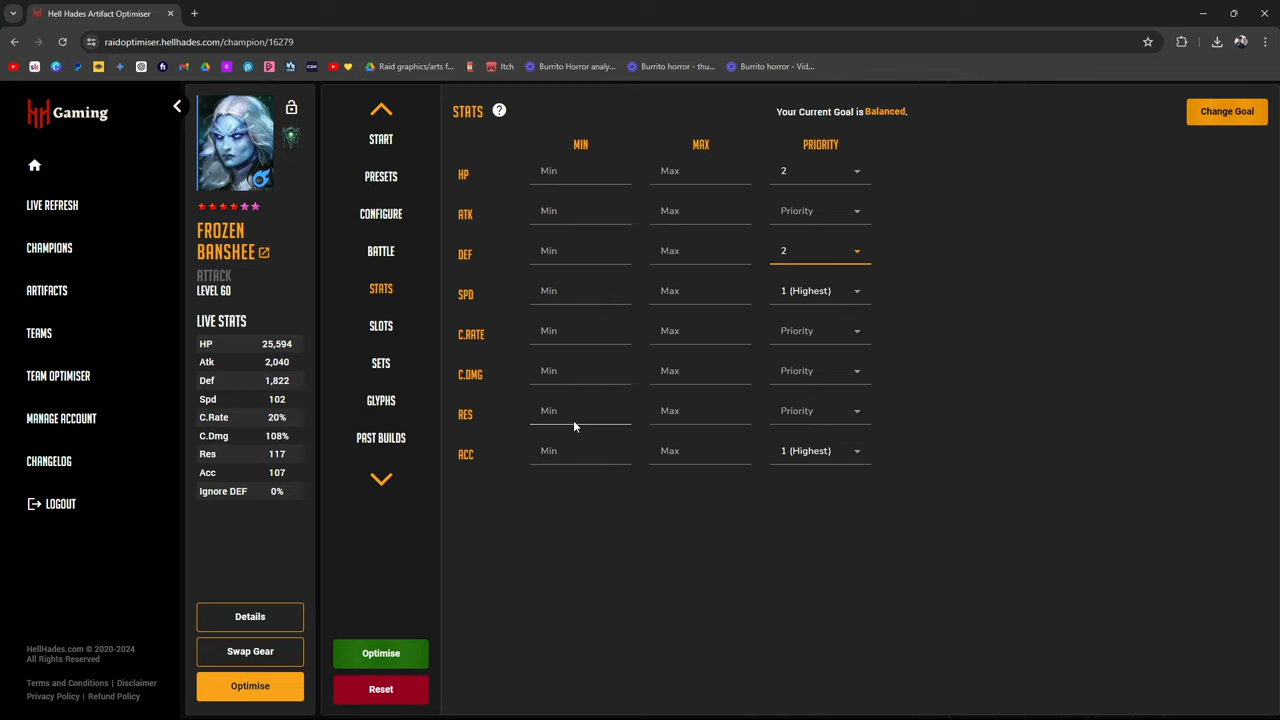 Hell Hades Artifact Optimiser
raidoptimiser.hellhades.com/champion/16279
Raid graphics/arts f...
Itch
Burrito Horror analy...
Burrito horror - thu...
Burrito horror - Vid...
Gaming
LIVE REFRESH
CHAMPIONS
ARTIFACTS
TEAMS
TEAM OPTIMISER
MANAGE ACCOUNT
CHANGELOG
LOGOUT
HellHades.com © 2020-2024
All Rights Reserved
Terms and Conditions | Disclaimer
Privacy Policy | Refund Policy
FROZEN
BANSHEE
ATTACK
LEVEL 60
LIVE STATS
HP 25,594
Atk 2,040
Def 1,822
Spd 102
C.Rate 20%
C.Dmg 108%
Res 117
Acc 107
Ignore DEF 0%
Details
Swap Gear
Optimise
START
PRESETS
CONFIGURE
BATTLE
STATS
SLOTS
SETS
GLYPHS
PAST BUILDS
Optimise
Reset
STATS ?
Your Current Goal is Balanced.
Change Goal
MIN MAX PRIORITY
HP Min Max 2
ATK Min Max Priority
DEF Min Max 2
SPD Min Max 1 (Highest)
C.RATE Min Max Priority
C.DMG Min Max Priority
RES Min Max Priority
ACC Min Max 1 (Highest)